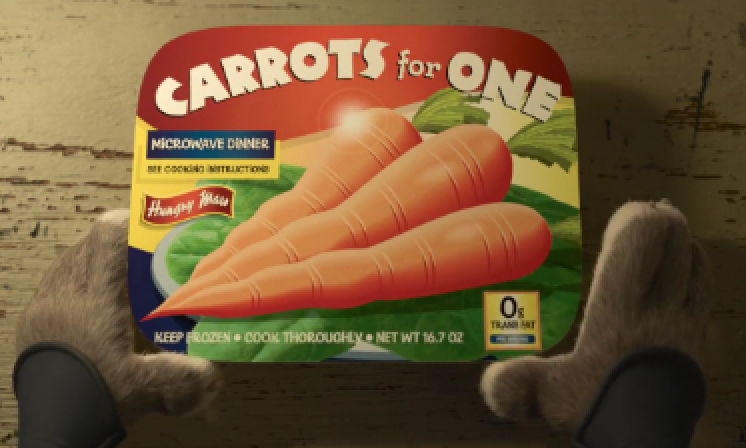 CARROTS for ONE
MICROWAVE DINNER
SEE COOKING INSTRUCTIONS
Hungry Maus
0g
TRANS FAT
KEEP FROZEN • COOK THOROUGHLY • NET WT 16.7 OZ